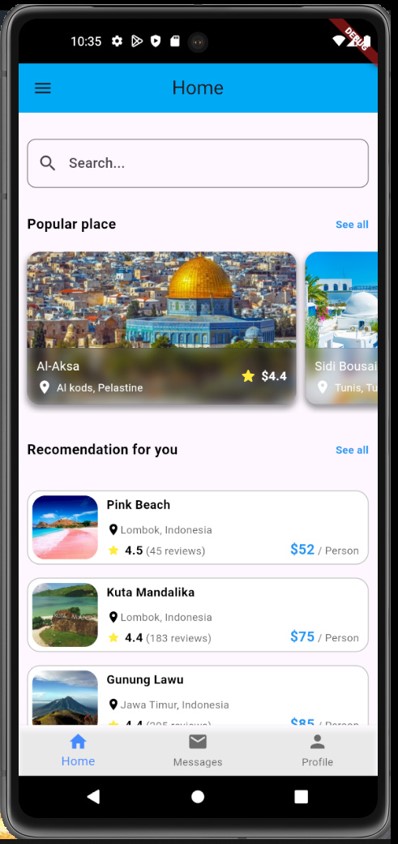 10:35
DEBUG
Home
Search...
Popular place See all
Al-Aksa
Al kods, Pelastine
$4.4
Sidi Bousai
Tunis, Tu
Recomendation for you See all
Pink Beach
Lombok, Indonesia
4.5 (45 reviews) $52 / Person
Kuta Mandalika
Lombok, Indonesia
4.4 (183 reviews) $75 / Person
Gunung Lawu
Jawa Timur, Indonesia
4.4 (205 reviews) $85 / Person
Home Messages Profile